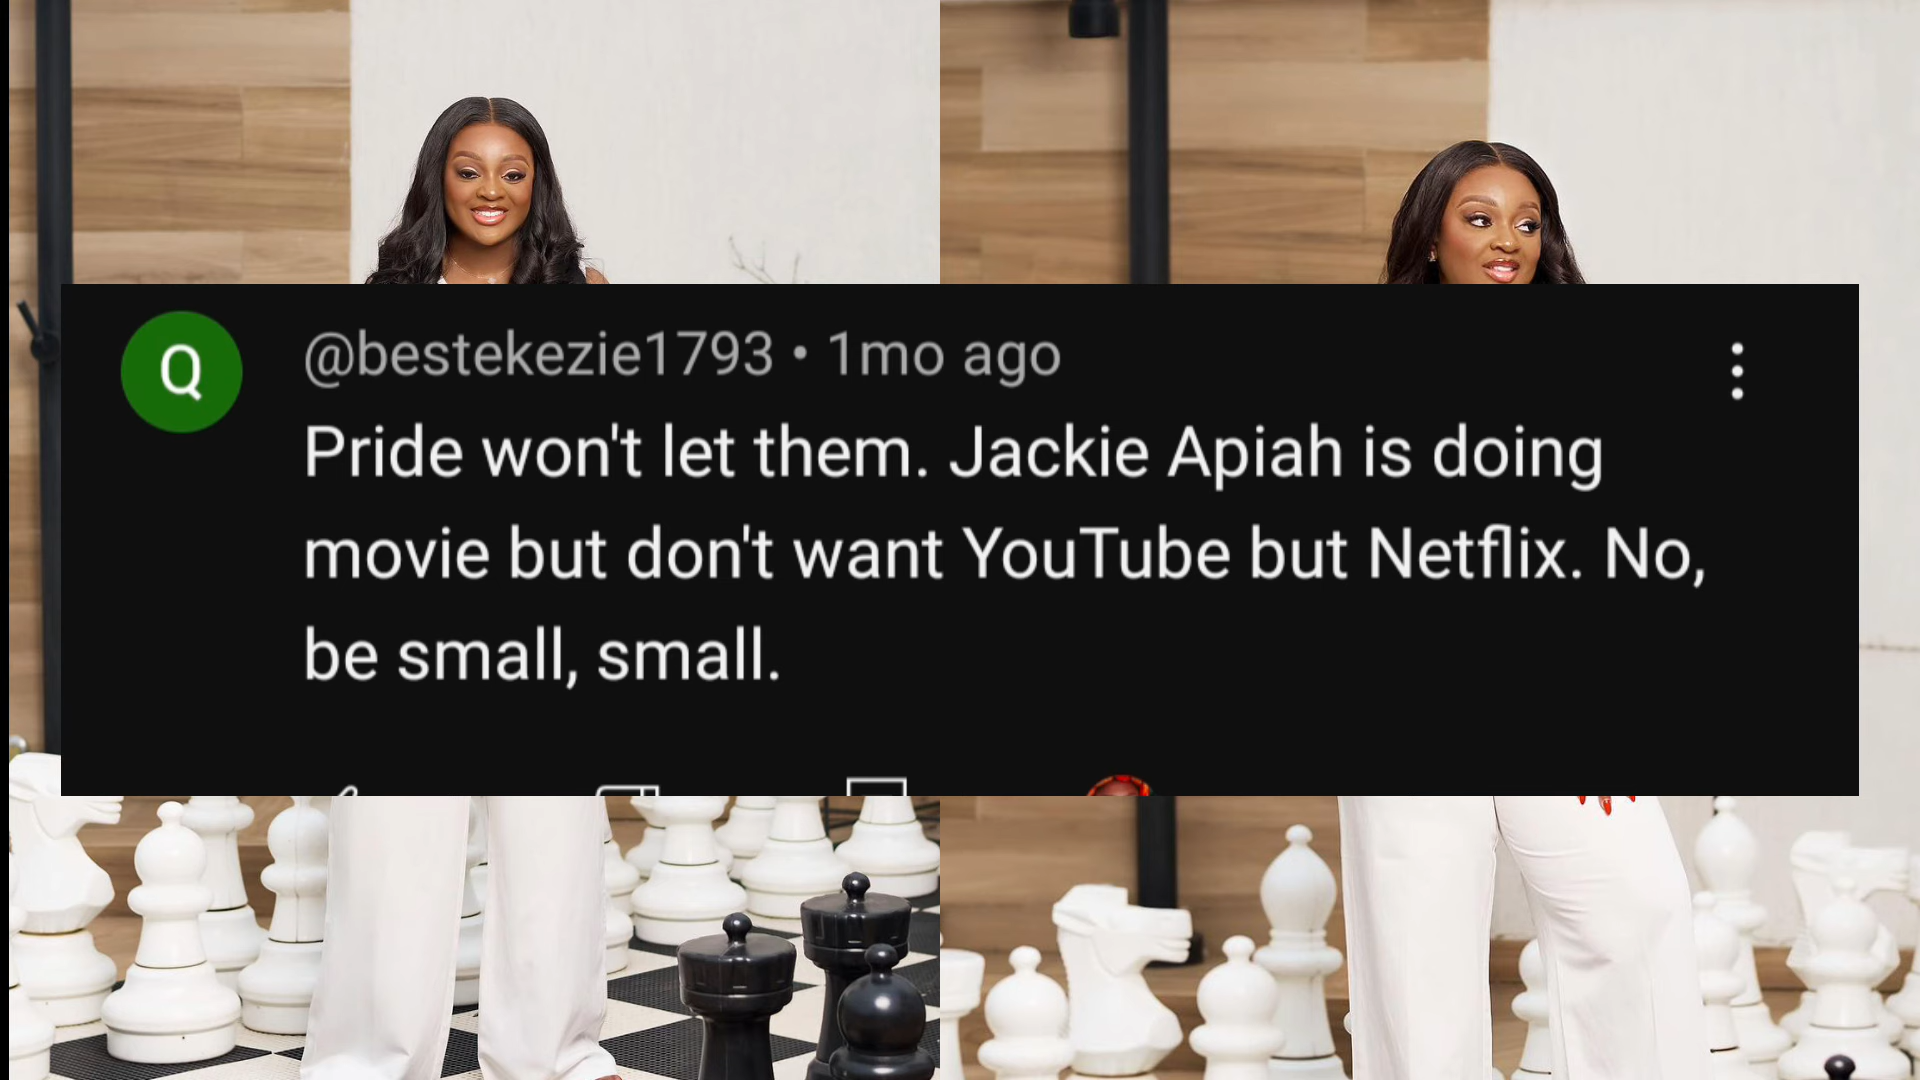 Q
@bestekezie1793 • 1mo ago
Pride won't let them. Jackie Apiah is doing
movie but don't want YouTube but Netflix. No,
be small, small.